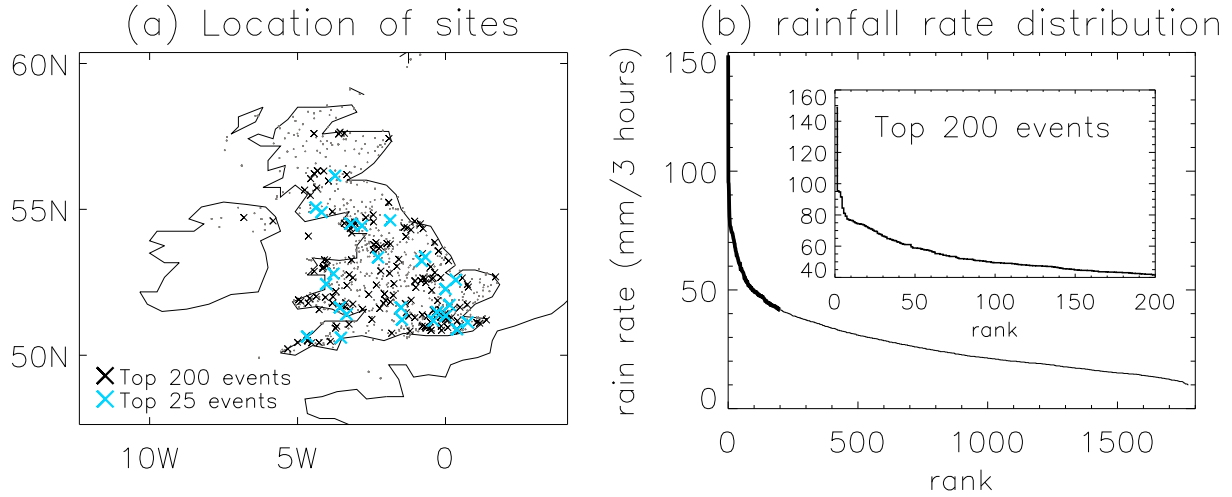 (a) Location of sites
60N
55N
50N
10W
5W
0
Top 200 events
Top 25 events
(b) rainfall rate distribution
rain rate (mm/3 hours)
150
100
50
0
0
500
1000
1500
rank
Top 200 events
160
140
120
100
80
60
40
0
50
100
150
200
rank